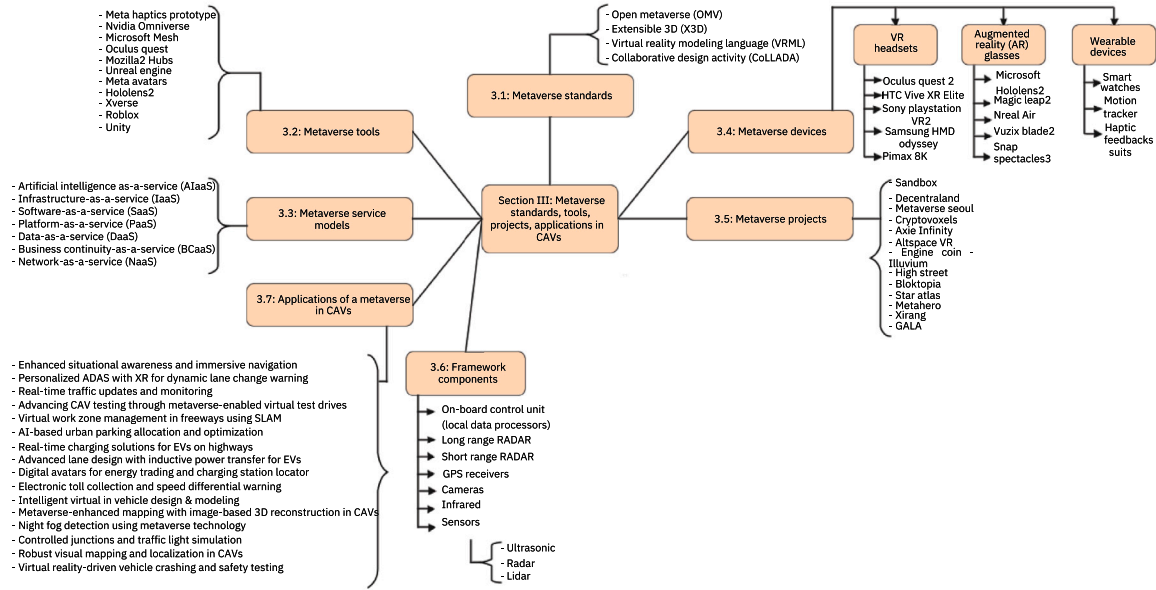 - Meta haptics prototype
- Nvidia Omniverse
- Microsoft Mesh
- Oculus quest
- Mozilla2 Hubs
- Unreal engine
- Meta avatars
- Hololens2
- Xverse
- Roblox
- Unity
3.2: Metaverse tools
- Open metaverse (OMV)
- Extensible 3D (X3D)
- Virtual reality modeling language (VRML)
- Collaborative design activity (CoLLADA)
3.1: Metaverse standards
3.4: Metaverse devices
VR
headsets
Oculus quest 2
HTC Vive XR Elite
Sony playstation
VR2
Samsung HMD
odyssey
Pimax 8K
Augmented
reality (AR)
glasses
Microsoft
Hololens2
Magic leap2
Nreal Air
Vuzix blade2
Snap
spectacles3
Wearable
devices
Smart
watches
Motion
tracker
Haptic
feedbacks
suits
- Artificial intelligence as-a-service (AIaaS)
- Infrastructure-as-a-service (IaaS)
- Software-as-a-service (SaaS)
- Platform-as-a-service (PaaS)
- Data-as-a-service (DaaS)
- Business continuity-as-a-service (BCaaS)
- Network-as-a-service (NaaS)
3.3: Metaverse service
models
Section III: Metaverse
standards, tools,
projects, applications in
CAVs
3.5: Metaverse projects
- Sandbox
- Decentraland
- Metaverse seoul
- Cryptovoxels
- Axie Infinity
- Altspace VR
- Engine coin -
Illuvium
- High street
- Bloktopia
- Star atlas
- Metahero
- Xirang
- GALA
3.7: Applications of a metaverse
in CAVs
- Enhanced situational awareness and immersive navigation
- Personalized ADAS with XR for dynamic lane change warning
- Real-time traffic updates and monitoring
- Advancing CAV testing through metaverse-enabled virtual test drives
- Virtual work zone management in freeways using SLAM
- AI-based urban parking allocation and optimization
- Real-time charging solutions for EVs on highways
- Advanced lane design with inductive power transfer for EVs
- Digital avatars for energy trading and charging station locator
- Electronic toll collection and speed differential warning
- Intelligent virtual in vehicle design & modeling
- Metaverse-enhanced mapping with image-based 3D reconstruction in CAVs
- Night fog detection using metaverse technology
- Controlled junctions and traffic light simulation
- Robust visual mapping and localization in CAVs
- Virtual reality-driven vehicle crashing and safety testing
3.6: Framework
components
On-board control unit
(local data processors)
Long range RADAR
Short range RADAR
GPS receivers
Cameras
Infrared
Sensors
- Ultrasonic
- Radar
- Lidar